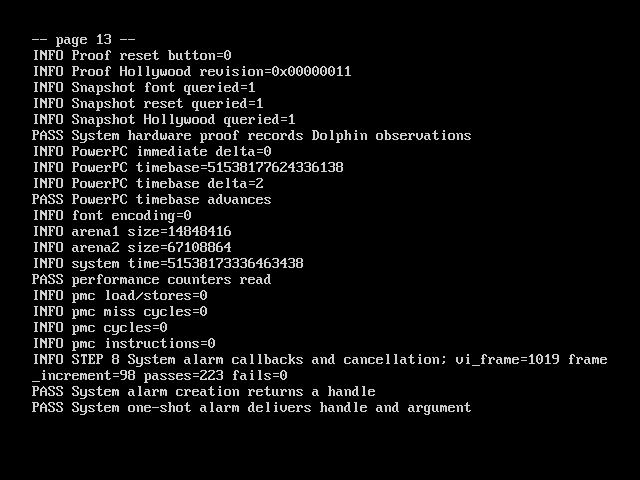 -- page 13 --
INFO Proof reset button=0
INFO Proof Hollywood revision=0x00000011
INFO Snapshot font queried=1
INFO Snapshot reset queried=1
INFO Snapshot Hollywood queried=1
PASS System hardware proof records Dolphin observations
INFO PowerPC immediate delta=0
INFO PowerPC timebase=51538177624336138
INFO PowerPC timebase delta=2
PASS PowerPC timebase advances
INFO font encoding=0
INFO arena1 size=14848416
INFO arena2 size=67108864
INFO system time=51538173336463438
PASS performance counters read
INFO pmc load/stores=0
INFO pmc miss cycles=0
INFO pmc cycles=0
INFO pmc instructions=0
INFO STEP 8 System alarm callbacks and cancellation; vi_frame=1019 frame
_increment=98 passes=223 fails=0
PASS System alarm creation returns a handle
PASS System one-shot alarm delivers handle and argument